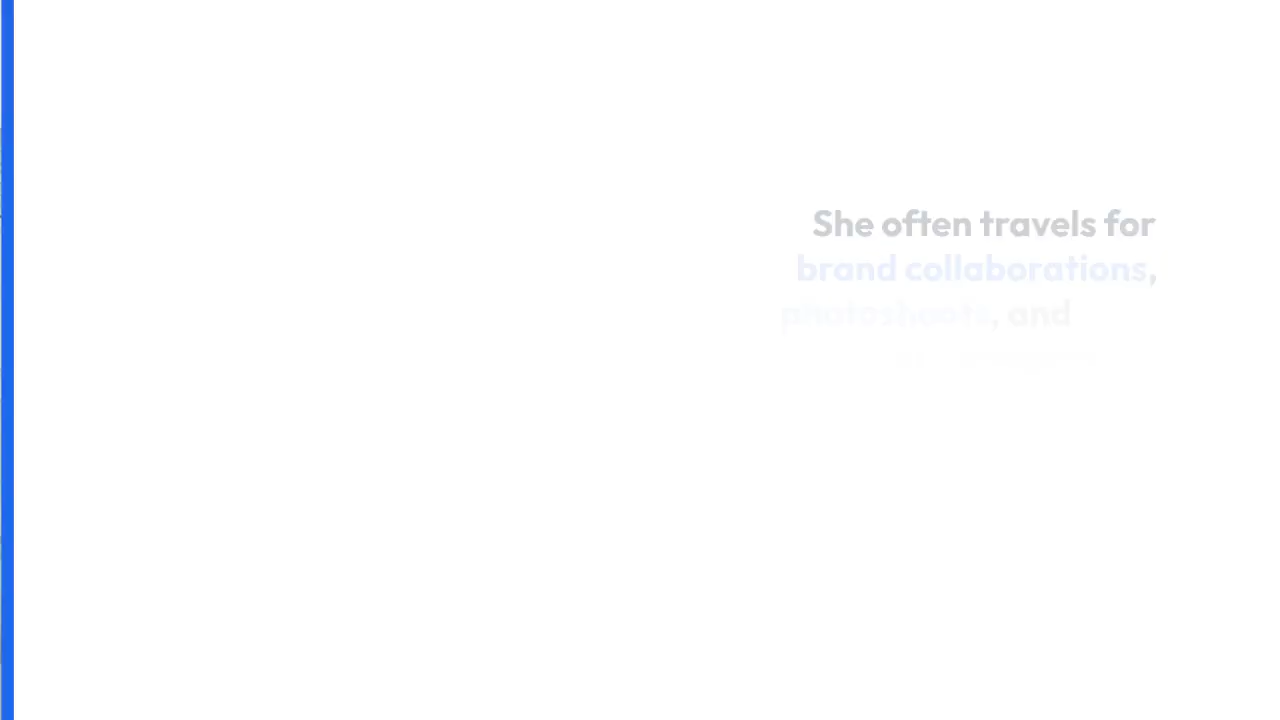 She often travels for
brand collaborations,
photoshoots, and